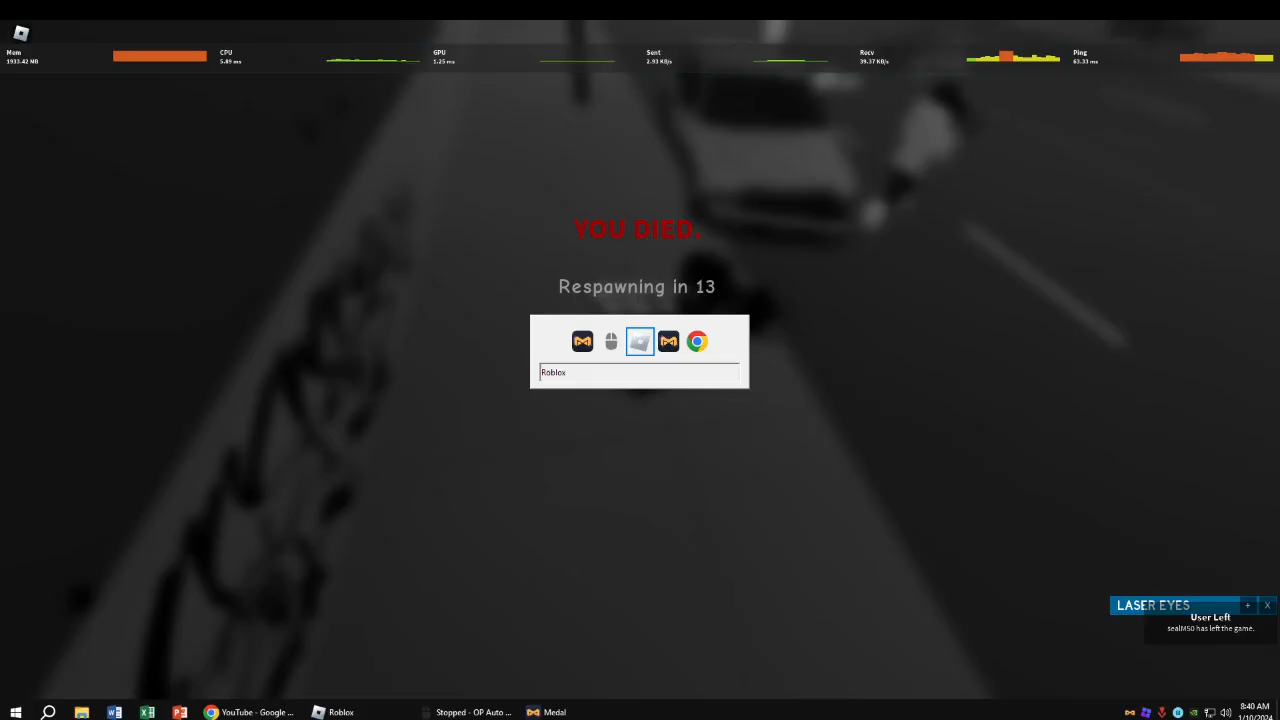 Mem
1933.42 MB
CPU
5.89 ms
GPU
1.25 ms
Sent
2.93 KB/s
Recv
39.37 KB/s
Ping
63.33 ms
YOU DIED.
Respawning in 13
Roblox
LASER EYES + X
User Left
sealM50 has left the game.
YouTube - Google ...
Roblox
Stopped - OP Auto ...
Medal
8:40 AM
1/10/2024